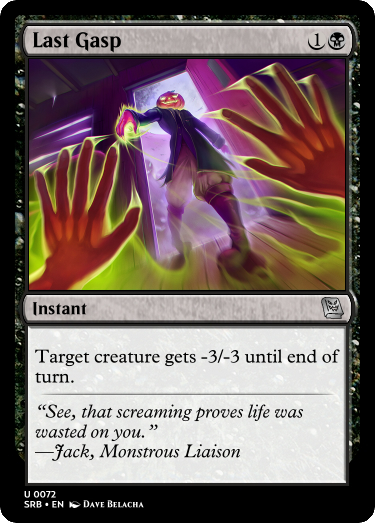 Last Gasp 1
Instant
Target creature gets -3/-3 until end of
turn.
“See, that screaming proves life was
wasted on you.”
—Jack, Monstrous Liaison
U 0072
SRB • EN Dave Belacha